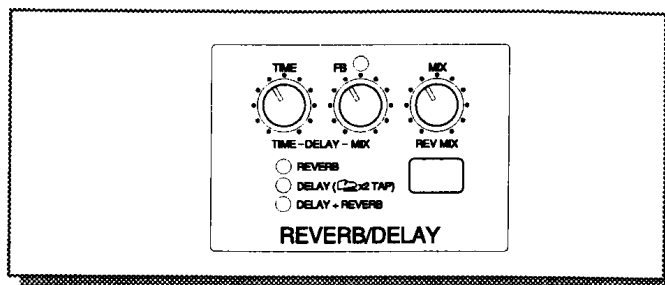 TIME FB MIX
TIME – DELAY – MIX REV MIX
REVERB
DELAY (x2 TAP)
DELAY + REVERB
REVERB/DELAY